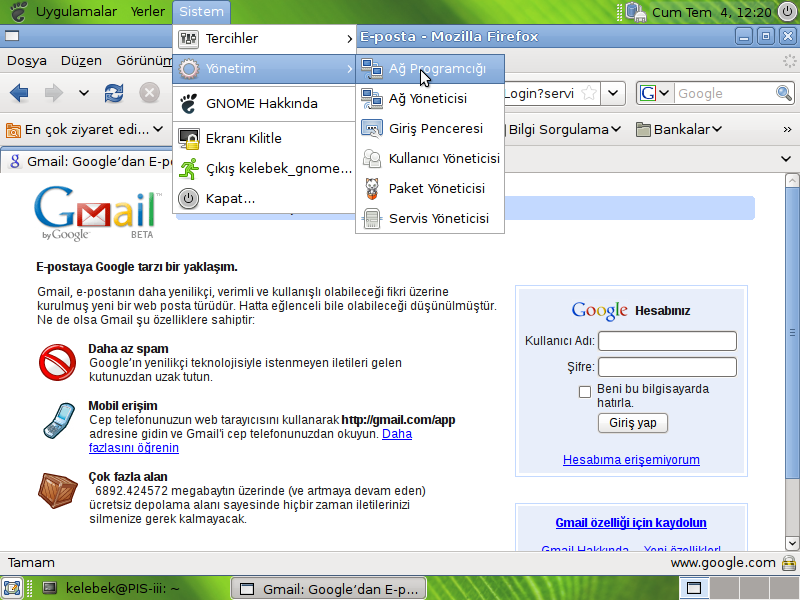 Uygulamalar Yerler Sistem Cum Tem 4, 12:20
E-posta - Mozilla Firefox
Dosya Düzen Görünüm
Login?servi Google
En çok ziyaret edi... Bilgi Sorgulama Bankalar »
Gmail: Google'dan E-p
Tercihler
Yönetim
GNOME Hakkında
Ekranı Kilitle
Çıkış kelebek_gnome...
Kapat...
Ağ Programcığı
Ağ Yöneticisi
Giriş Penceresi
Kullanıcı Yöneticisi
Paket Yöneticisi
Servis Yöneticisi
Gmail™
by Google BETA
E-postaya Google tarzı bir yaklaşım.
Gmail, e-postanın daha yenilikçi, verimli ve kullanışlı olabileceği fikri üzerine
kurulmuş yeni bir web posta türüdür. Hatta eğlenceli bile olabileceği düşünülmüştür.
Ne de olsa Gmail şu özelliklere sahiptir:
Daha az spam
Google'ın yenilikçi teknolojisiyle istenmeyen iletileri gelen
kutunuzdan uzak tutun.
Mobil erişim
Cep telefonunuzun web tarayıcısını kullanarak http://gmail.com/app
adresine gidin ve Gmail'i cep telefonunuzdan okuyun. Daha
fazlasını öğrenin
Çok fazla alan
6892.424572 megabaytın üzerinde (ve artmaya devam eden)
ücretsiz depolama alanı sayesinde hiçbir zaman iletilerinizi
silmenize gerek kalmayacak.
Google Hesabınız
Kullanıcı Adı:
Şifre:
Beni bu bilgisayarda
hatırla.
Giriş yap
Hesabıma erişemiyorum
Gmail özelliği için kaydolun
Gmail Hakkında Yeni özellikler!
Tamam www.google.com
kelebek@PIS-iii: ~ Gmail: Google'dan E-p...